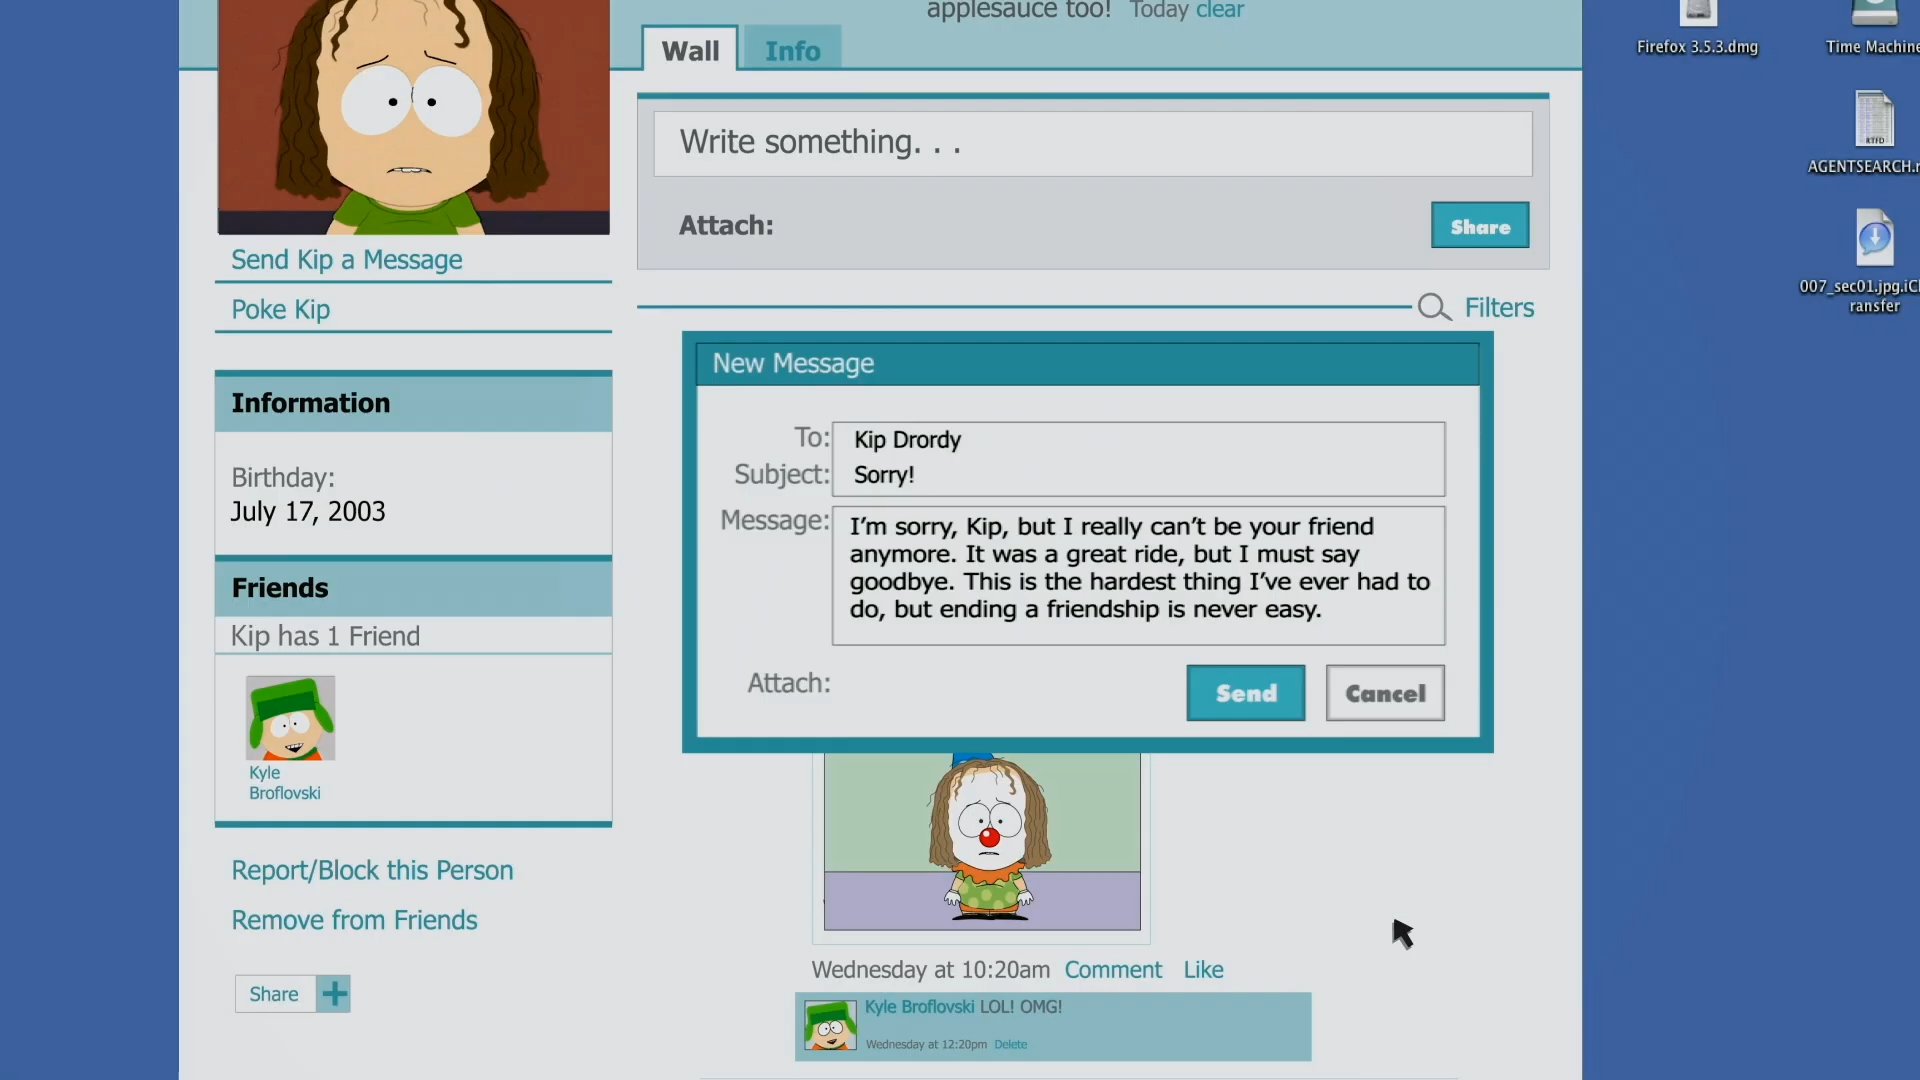 applesauce too! Today clear
Wall
Info
Write something. . .
Attach:
Share
Filters
Send Kip a Message
Poke Kip
Information
Birthday:
July 17, 2003
Friends
Kip has 1 Friend
Kyle
Broflovski
Report/Block this Person
Remove from Friends
Share +
New Message
To: Kip Drordy
Subject: Sorry!
Message: I'm sorry, Kip, but I really can't be your friend
anymore. It was a great ride, but I must say
goodbye. This is the hardest thing I've ever had to
do, but ending a friendship is never easy.
Attach:
Send
Cancel
Wednesday at 10:20am Comment Like
Kyle Broflovski LOL! OMG!
Wednesday at 12:20pm Delete
Firefox 3.5.3.dmg
Time Machine
RTFD
AGENTSEARCH.r
007_sec01.jpg.iCh
ransfer